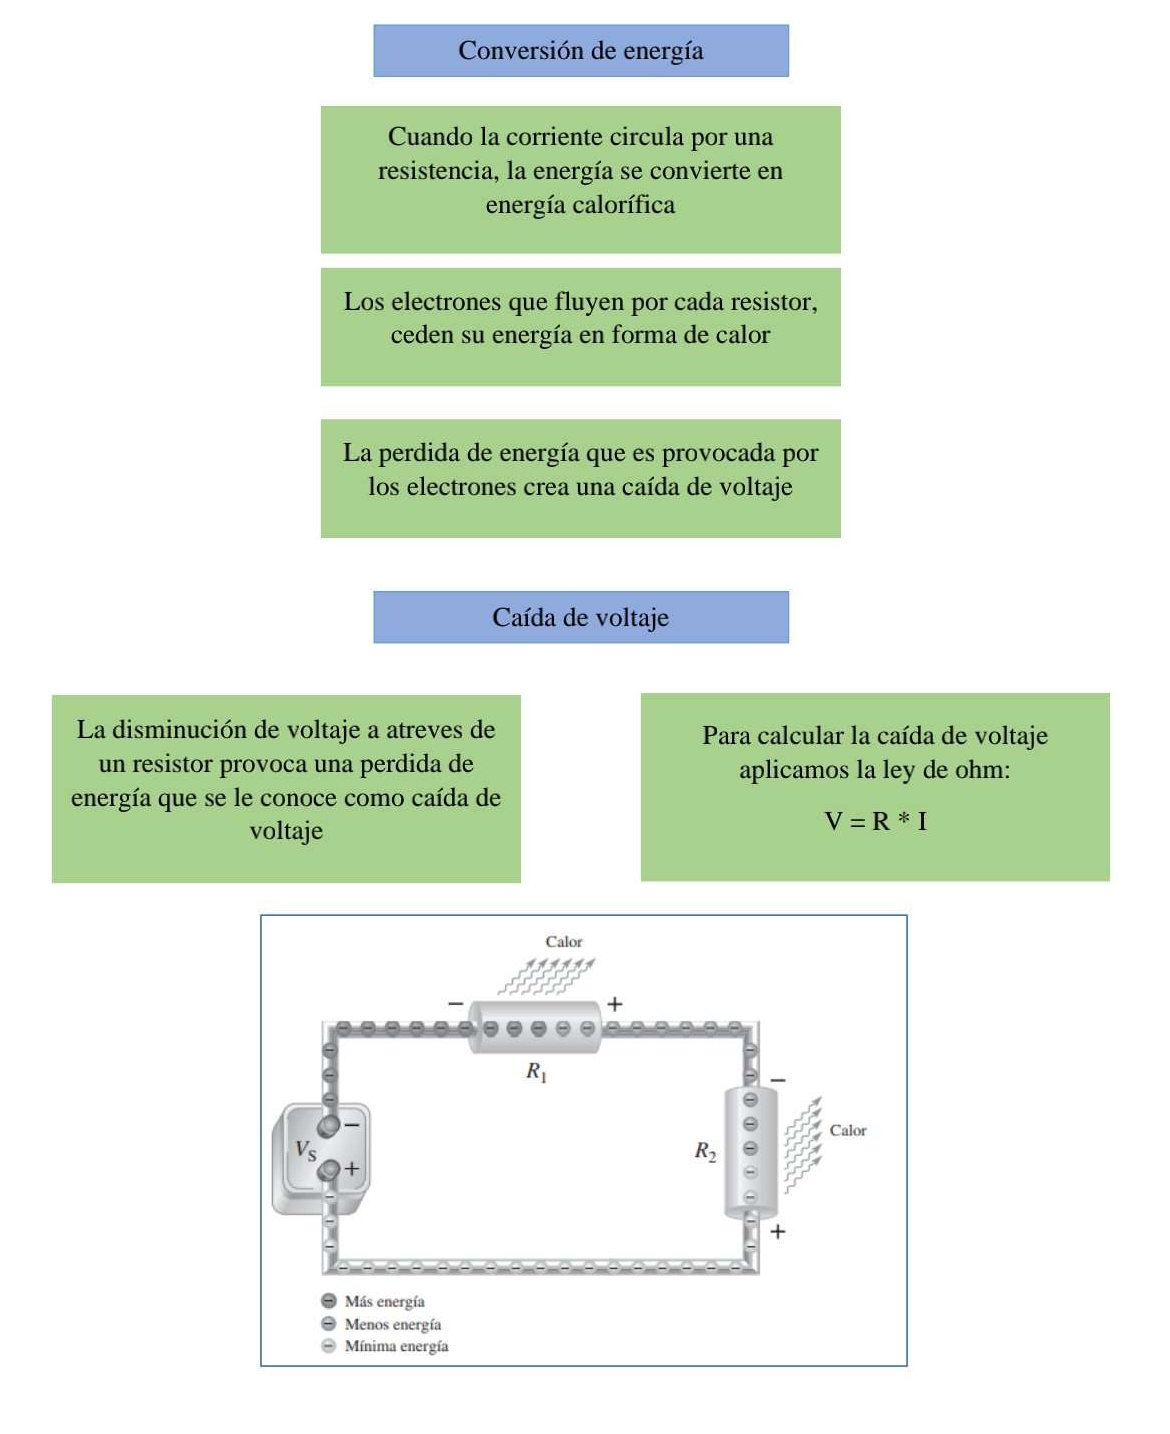 Conversión de energía
Cuando la corriente circula por una
resistencia, la energía se convierte en
energía calorífica
Los electrones que fluyen por cada resistor,
ceden su energía en forma de calor
La perdida de energía que es provocada por
los electrones crea una caída de voltaje
Caída de voltaje
La disminución de voltaje a atreves de
un resistor provoca una perdida de
energía que se le conoce como caída de
voltaje
Para calcular la caída de voltaje
aplicamos la ley de ohm:
V = R * I
Calor
− +
R1
−
VS
−
+
R2
Calor
+
Más energía
Menos energía
Mínima energía